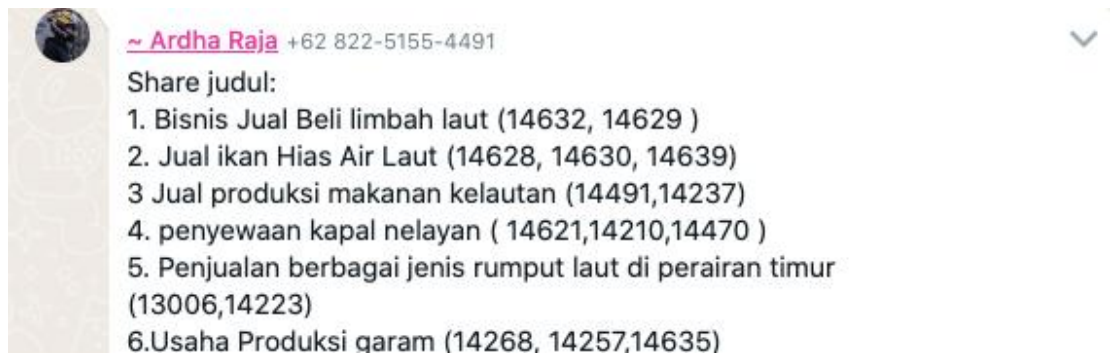 ~ Ardha Raja +62 822-5155-4491
Share judul:
1. Bisnis Jual Beli limbah laut (14632, 14629 )
2. Jual ikan Hias Air Laut (14628, 14630, 14639)
3 Jual produksi makanan kelautan (14491,14237)
4. penyewaan kapal nelayan ( 14621,14210,14470 )
5. Penjualan berbagai jenis rumput laut di perairan timur
(13006,14223)
6.Usaha Produksi garam (14268, 14257,14635)